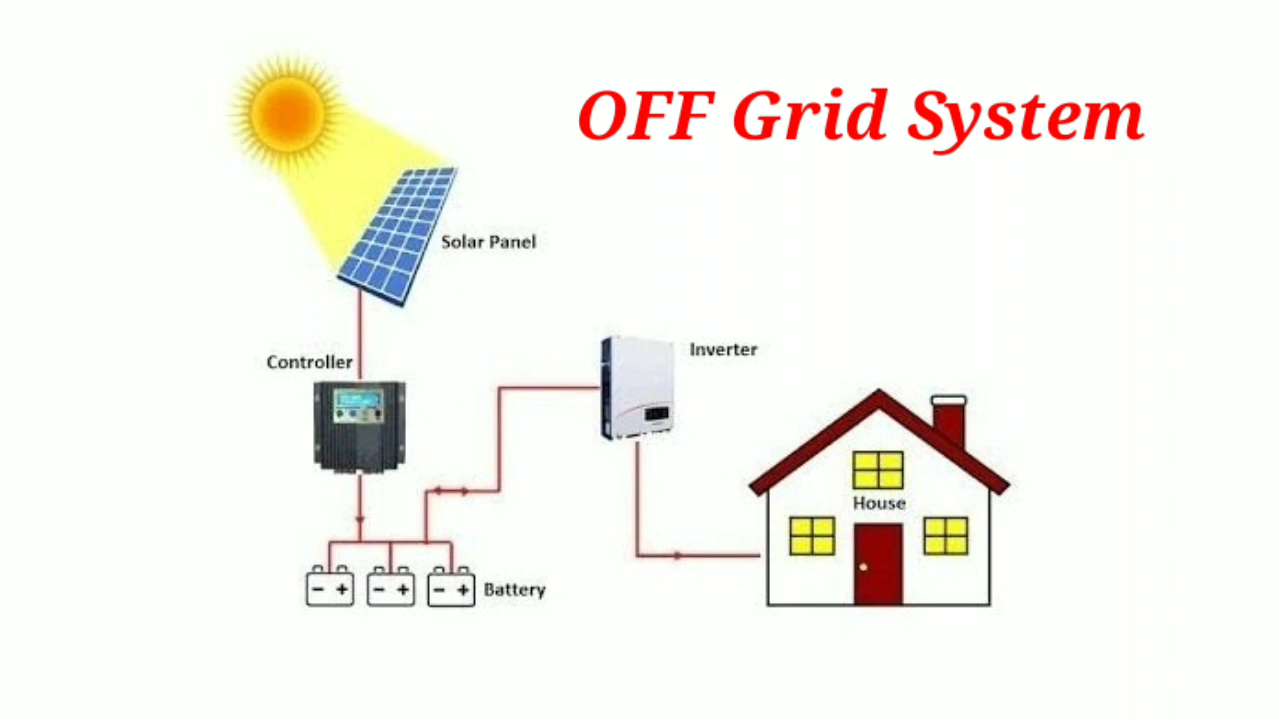 OFF Grid System
Solar Panel
Controller
Inverter
House
- +
- +
- +
Battery